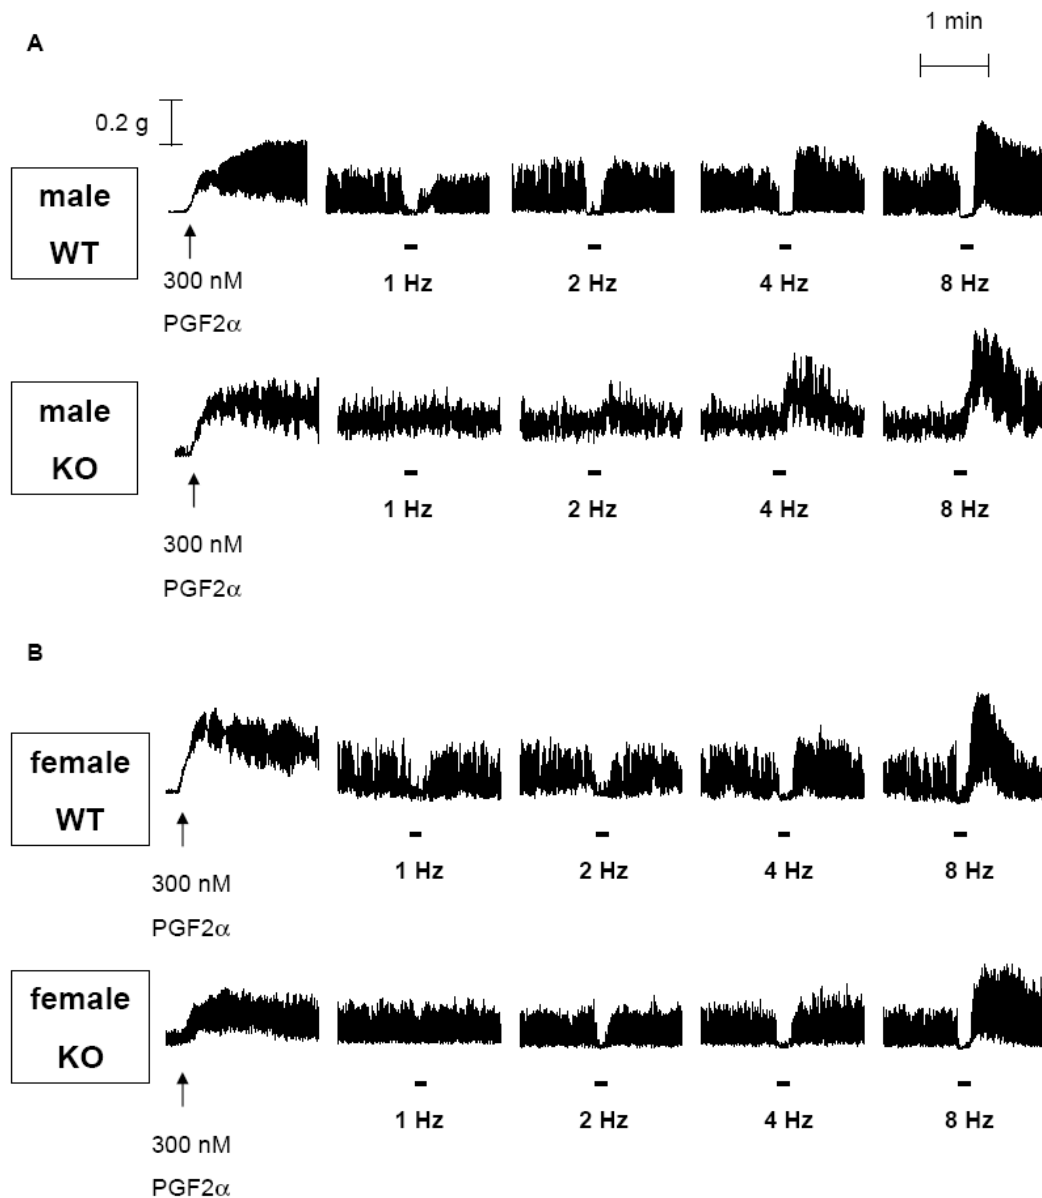 1 min
A
0.2 g
male
WT
300 nM
PGF2α
1 Hz
2 Hz
4 Hz
8 Hz
male
KO
300 nM
PGF2α
1 Hz
2 Hz
4 Hz
8 Hz
B
female
WT
300 nM
PGF2α
1 Hz
2 Hz
4 Hz
8 Hz
female
KO
300 nM
PGF2α
1 Hz
2 Hz
4 Hz
8 Hz